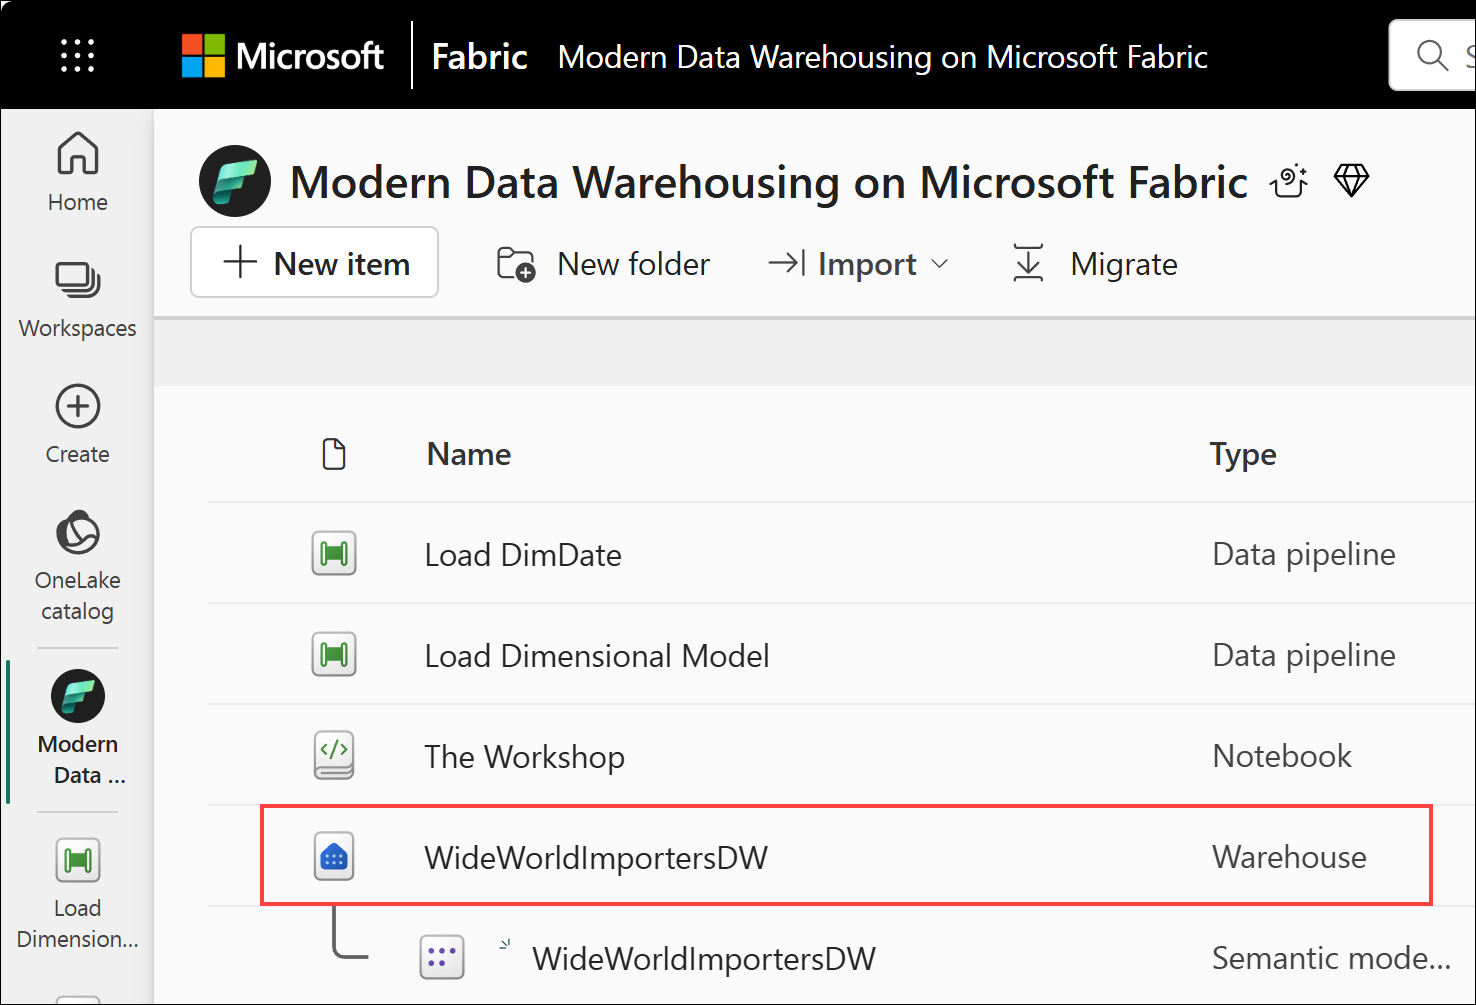 Microsoft Fabric Modern Data Warehousing on Microsoft Fabric
Home
Workspaces
Create
OneLake
catalog
Modern
Data ...
Load
Dimension...
Modern Data Warehousing on Microsoft Fabric
New item New folder Import Migrate
Name Type
Load DimDate Data pipeline
Load Dimensional Model Data pipeline
The Workshop Notebook
WideWorldImportersDW Warehouse
WideWorldImportersDW Semantic mode...